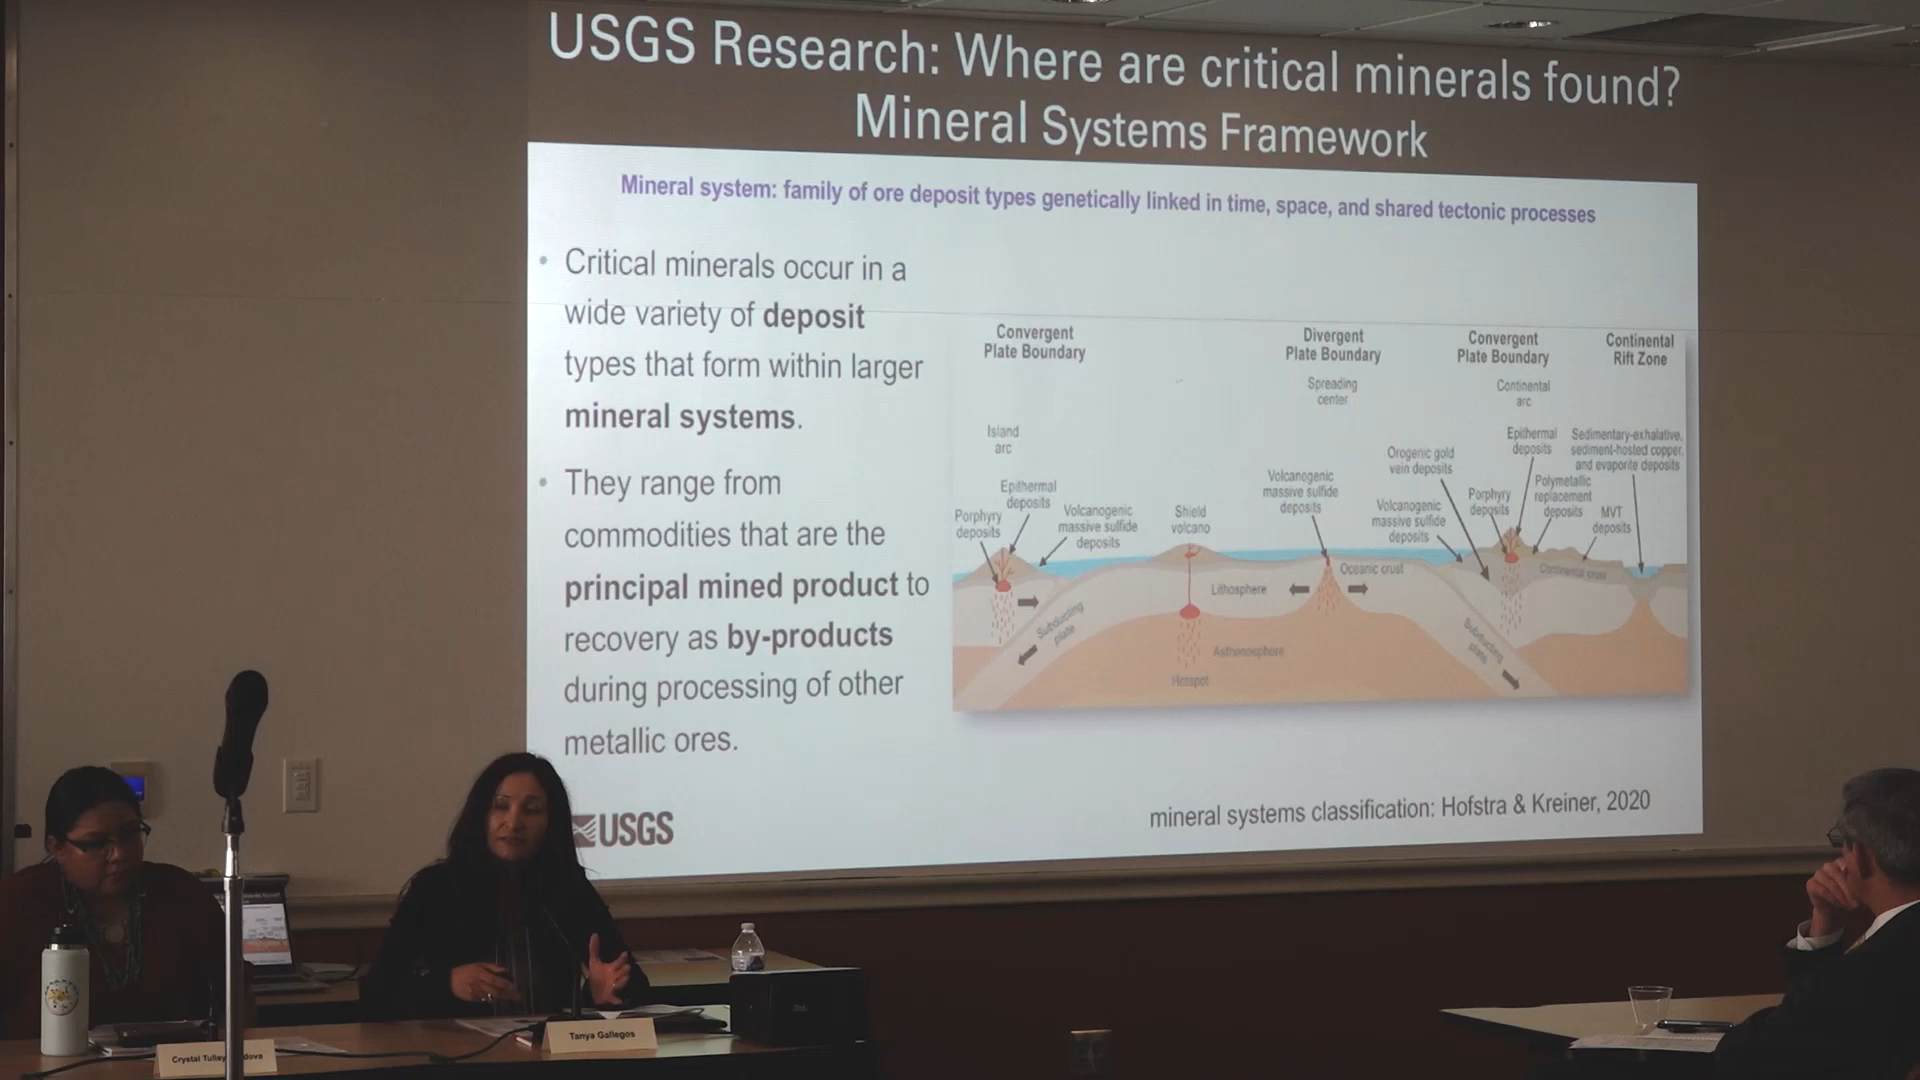 USGS Research: Where are critical minerals found?
Mineral Systems Framework
Mineral system: family of ore deposit types genetically linked in time, space, and shared tectonic processes
• Critical minerals occur in a
wide variety of deposit
types that form within larger
mineral systems.
• They range from
commodities that are the
principal mined product to
recovery as by-products
during processing of other
metallic ores.
Convergent
Plate Boundary
Divergent
Plate Boundary
Convergent
Plate Boundary
Continental
Rift Zone
Spreading
center
Continental
arc
Island
arc
Epithermal
deposits
Porphyry
deposits
Volcanogenic
massive sulfide
deposits
Shield
volcano
Volcanogenic
massive sulfide
deposits
Orogenic gold
vein deposits
Volcanogenic
massive sulfide
deposits
Porphyry
deposits
Epithermal
deposits
Polymetallic
replacement
deposits
Sedimentary-exhalative,
sediment-hosted copper,
and evaporite deposits
MVT
deposits
Oceanic crust
Continental crust
Lithosphere
Subducting
plate
Asthenosphere
Hotspot
Subducting
plate
mineral systems classification: Hofstra & Kreiner, 2020
USGS
Tanya Gallegos
Crystal Tulley